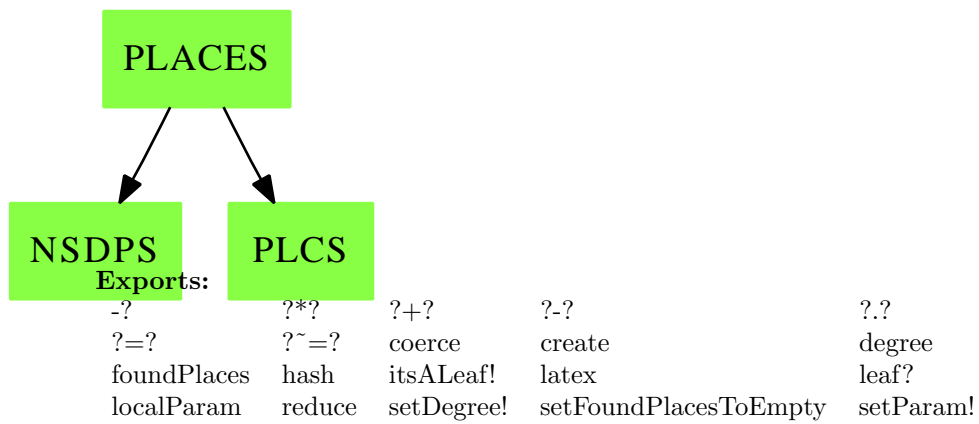 PLACES
NSDPS PLCS
Exports:
-? ?*? ?+? ?-? ?.?
?=? ?~=? coerce create degree
foundPlaces hash itsALeaf! latex leaf?
localParam reduce setDegree! setFoundPlacesToEmpty setParam!